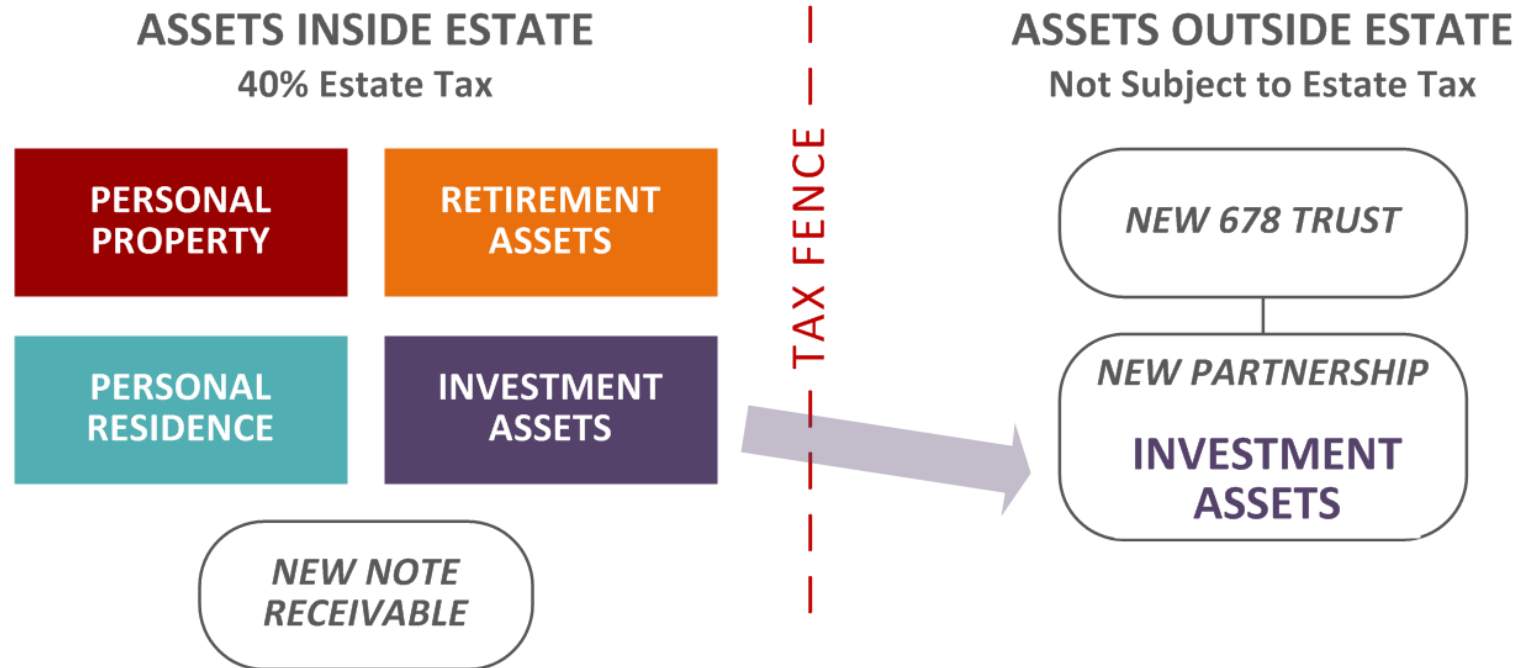 ASSETS INSIDE ESTATE
40% Estate Tax
PERSONAL
PROPERTY
RETIREMENT
ASSETS
PERSONAL
RESIDENCE
INVESTMENT
ASSETS
NEW NOTE
RECEIVABLE
TAX FENCE
ASSETS OUTSIDE ESTATE
Not Subject to Estate Tax
NEW 678 TRUST
NEW PARTNERSHIP
INVESTMENT
ASSETS